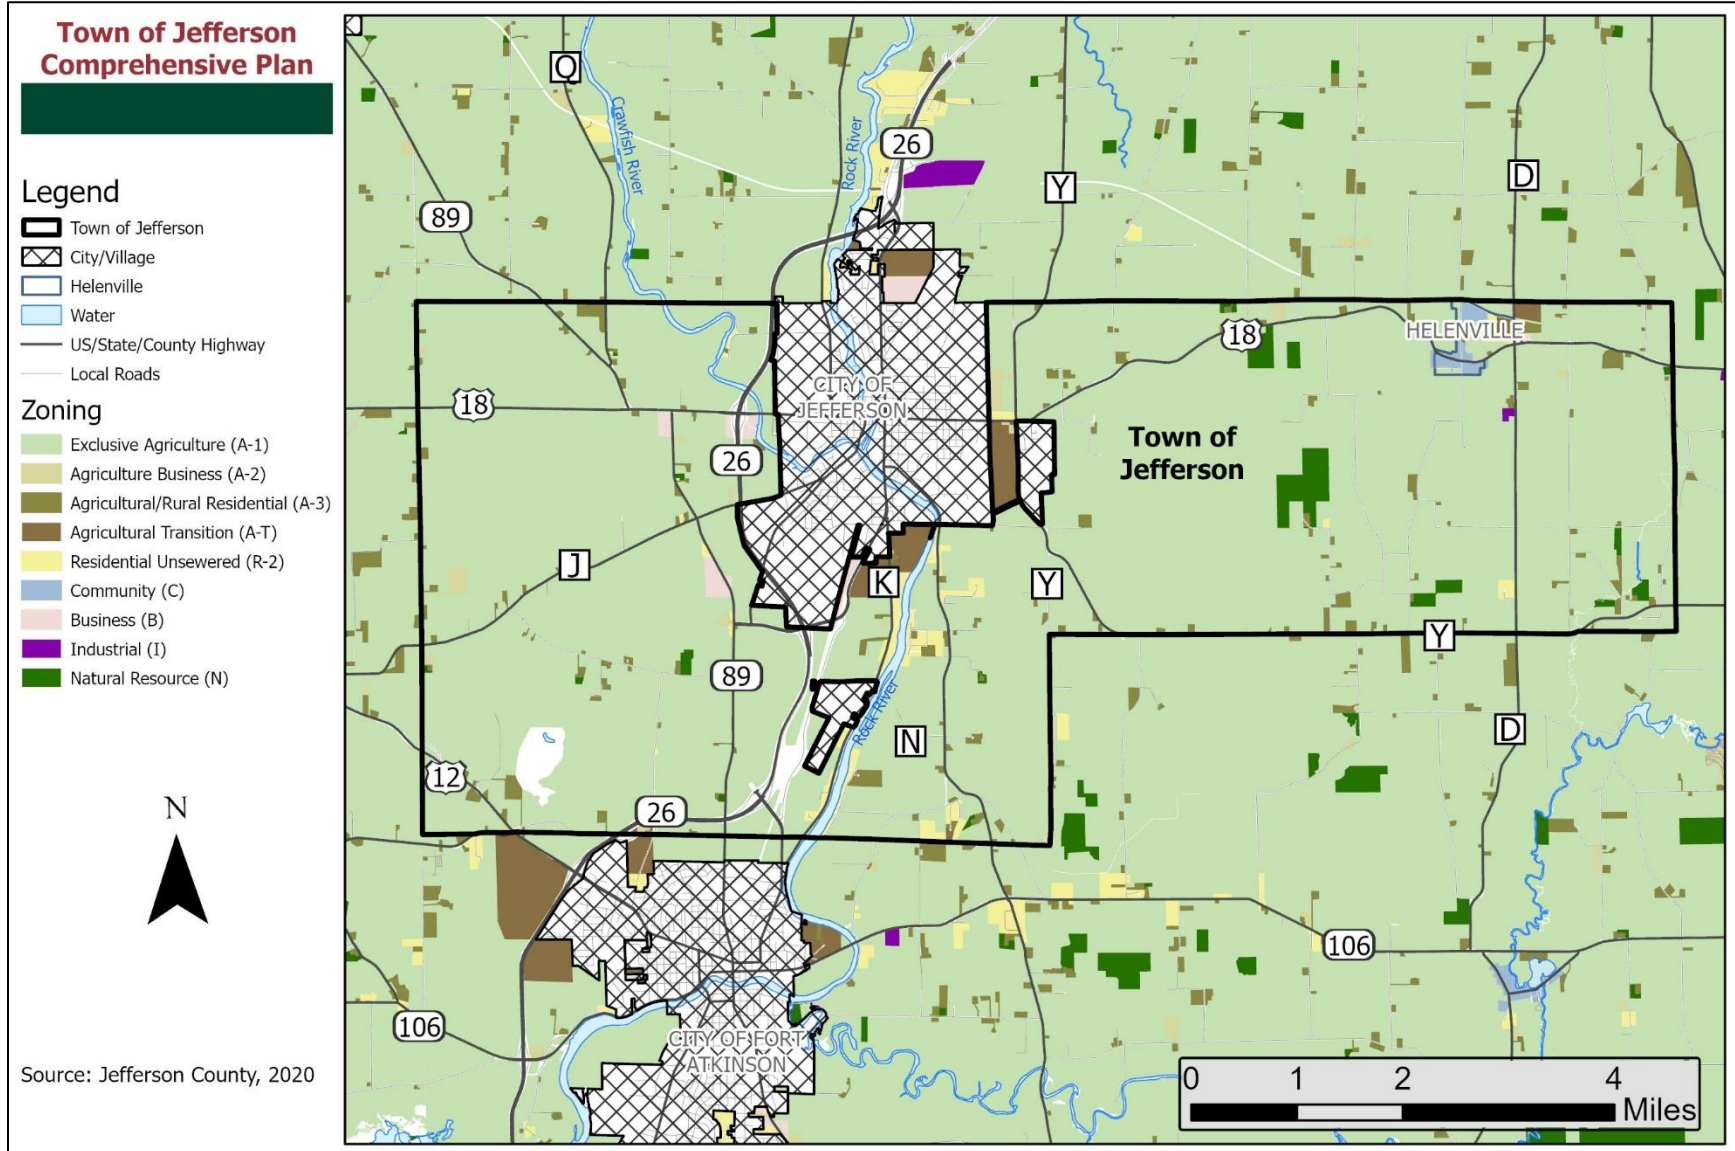 Town of Jefferson
Comprehensive Plan
Legend
Town of Jefferson
City/Village
Helenville
Water
US/State/County Highway
Local Roads
Zoning
Exclusive Agriculture (A-1)
Agriculture Business (A-2)
Agricultural/Rural Residential (A-3)
Agricultural Transition (A-T)
Residential Unsewered (R-2)
Community (C)
Business (B)
Industrial (I)
Natural Resource (N)
N
Source: Jefferson County, 2020
Q
Crawfish River
Rock River
26
89
Y
D
18
HELENVILLE
18
CITY OF
JEFFERSON
26
Town of
Jefferson
J
K
Y
Y
89
Rock River
N
D
12
26
106
106
CITY OF FORT
ATKINSON
0 1 2 4
Miles